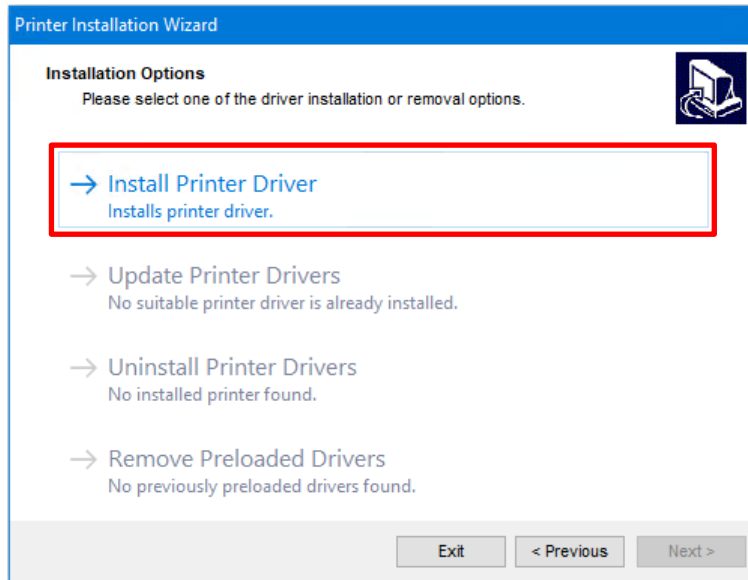 Printer Installation Wizard
Installation Options
Please select one of the driver installation or removal options.
→ Install Printer Driver
Installs printer driver.
→ Update Printer Drivers
No suitable printer driver is already installed.
→ Uninstall Printer Drivers
No installed printer found.
→ Remove Preloaded Drivers
No previously preloaded drivers found.
Exit < Previous Next >